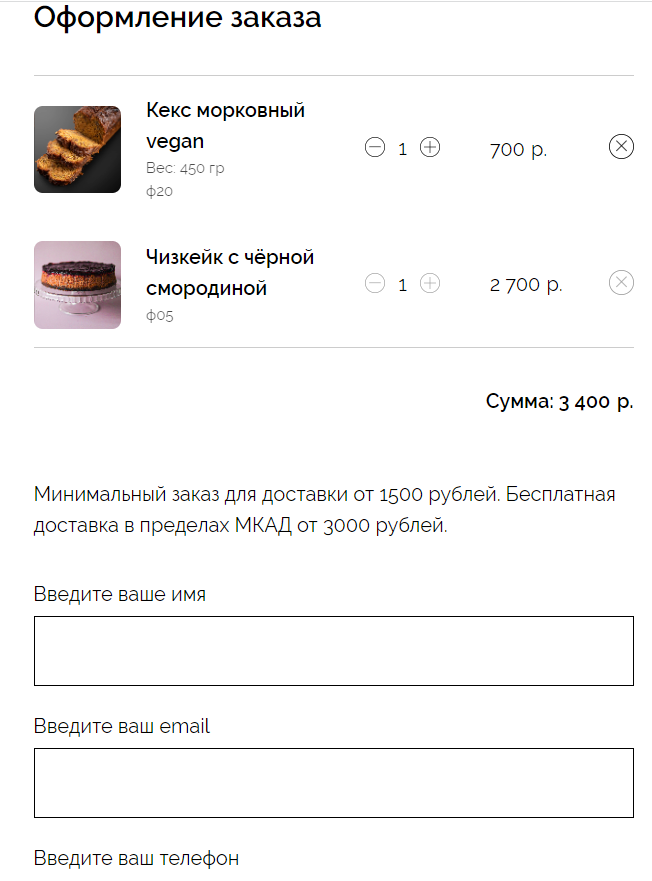 Оформление заказа
Кекс морковный
vegan
Вес: 450 гр
ф20
1
700 р.
Чизкейк с чёрной
смородиной
ф05
1
2 700 р.
Сумма: 3 400 р.
Минимальный заказ для доставки от 1500 рублей. Бесплатная
доставка в пределах МКАД от 3000 рублей.
Введите ваше имя
Введите ваш email
Введите ваш телефон